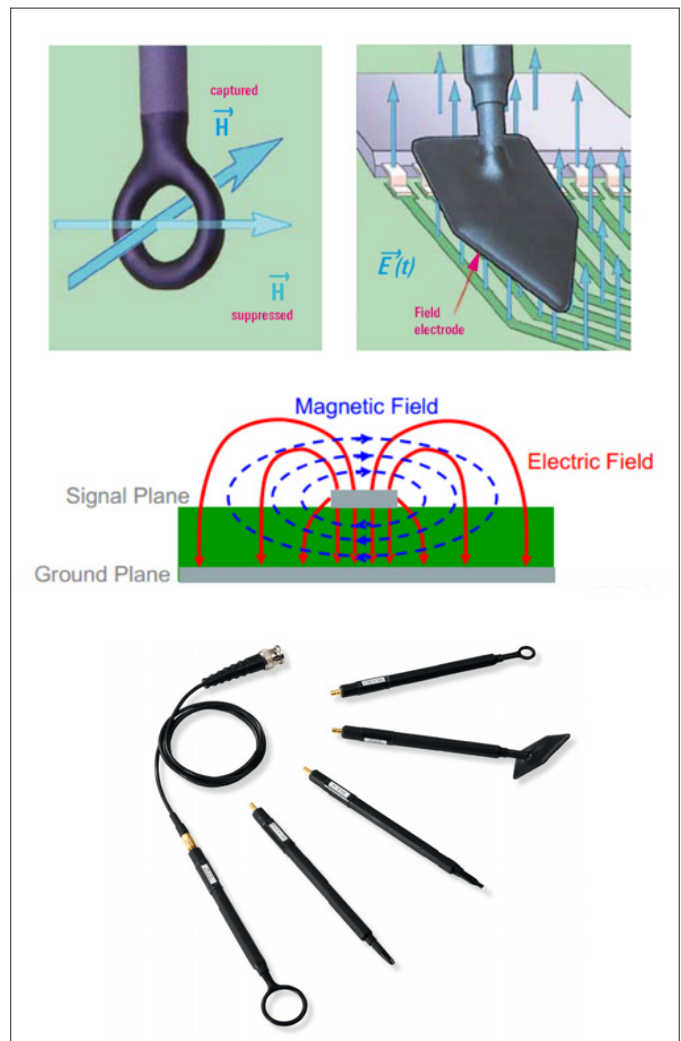 captured
H
H
suppressed
E(t)
Field
electrode
Magnetic Field
Electric Field
Signal Plane
Ground Plane